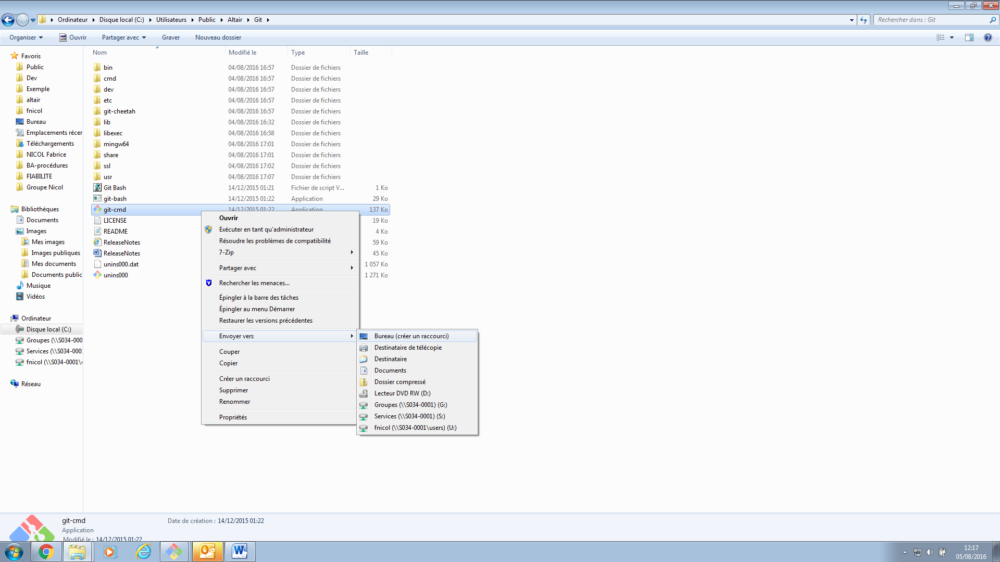 Ordinateur Disque local (C:) Utilisateurs Public Altair Git
Rechercher dans : Git
Organiser Ouvrir Partager avec Graver Nouveau dossier
Nom Modifié le Type Taille
Favoris
Public
Dev
Exemple
altair
fnicol
Bureau
Emplacements récer
Téléchargements
NICOL Fabrice
BA-procédures
FIABILITE
Groupe Nicol
Bibliothèques
Documents
Images
Mes images
Images publiques
Mes documents
Documents public
Musique
Vidéos
Ordinateur
Disque local (C:)
Groupes (\\S034-000
Services (\\S034-000
fnicol (\\S034-0001\u
Réseau
bin 04/08/2016 16:57 Dossier de fichiers
cmd 04/08/2016 16:57 Dossier de fichiers
dev 04/08/2016 16:57 Dossier de fichiers
etc 04/08/2016 16:57 Dossier de fichiers
git-cheetah 04/08/2016 16:57 Dossier de fichiers
lib 04/08/2016 16:32 Dossier de fichiers
libexec 04/08/2016 16:58 Dossier de fichiers
mingw64 04/08/2016 17:01 Dossier de fichiers
share 04/08/2016 17:01 Dossier de fichiers
ssl 04/08/2016 17:02 Dossier de fichiers
usr 04/08/2016 17:07 Dossier de fichiers
Git Bash 14/12/2015 01:21 Fichier de script V... 1 Ko
git-bash 14/12/2015 01:22 Application 29 Ko
git-cmd 14/12/2015 01:22 Application 137 Ko
LICENSE 19 Ko
README 4 Ko
ReleaseNotes 59 Ko
ReleaseNotes 45 Ko
unins000.dat 1 057 Ko
unins000 1 271 Ko
Ouvrir
Exécuter en tant qu'administrateur
Résoudre les problèmes de compatibilité
7-Zip
Partager avec
Rechercher les menaces...
Épingler à la barre des tâches
Épingler au menu Démarrer
Restaurer les versions précédentes
Envoyer vers
Couper
Copier
Créer un raccourci
Supprimer
Renommer
Propriétés
Bureau (créer un raccourci)
Destinataire de télécopie
Destinataire
Documents
Dossier compressé
Lecteur DVD RW (D:)
Groupes (\\S034-0001) (G:)
Services (\\S034-0001) (S:)
fnicol (\\S034-0001\users) (U:)
git-cmd Date de création : 14/12/2015 01:22
Application
Modifié le : 14/12/2015 01:22
12:17
05/08/2016